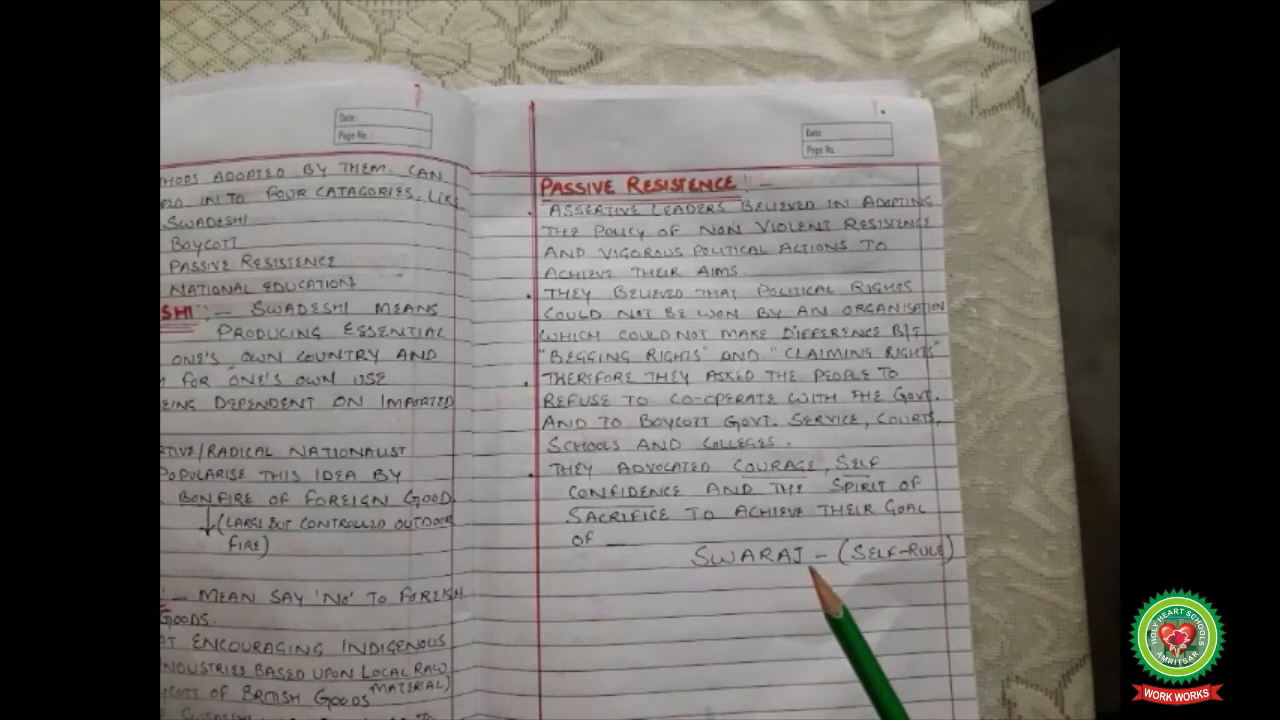 Date :
Page No. :
METHODS ADOPTED BY THEM CAN
IN TO FOUR CATAGORIES. LIKE
SWADESHI
BOYCOTT
PASSIVE RESISTENCE
NATIONAL EDUCATION
SHI :- SWADESHI MEANS
PRODUCING ESSENTIAL
ONE'S OWN COUNTRY AND
FOR ONE'S OWN USE
EING DEPENDENT ON IMPORTED
RTIVE/RADICAL NATIONALIST
POPULARISE THIS IDEA BY
BONFIRE OF FOREIGN GOOD
↓ (LARGE BUT CONTROLLED OUTDOOR
FIRE)
- MEAN SAY 'NO' TO FOREIGN
GOODS.
AT ENCOURAGING INDIGENOUS
INDUSTRIES BASED UPON LOCAL RAW
MATERIAL)
YCOTT OF BRITISH GOODS
Date
Page No.
PASSIVE RESISTENCE :-
. ASSERTIVE LEADERS BELIEVED IN ADOPTING
THE POLICY OF NON VIOLENT RESISTENCE
AND VIGOROUS POLITICAL ACTIONS TO
ACHIEVE THEIR AIMS.
. THEY BELIEVED THAT POLITICAL RIGHTS
COULD NOT BE WON BY AN ORGANISATION
WHICH COULD NOT MAKE DIFFERENCE B/T
"BEGGING RIGHTS" AND "CLAIMING RIGHTS"
. THEREFORE THEY ASKED THE PEOPLE TO
REFUSE TO CO-OPERATE WITH THE GOVT.
AND TO BOYCOTT GOVT. SERVICE, COURTS,
SCHOOLS AND COLLEGES.
. THEY ADVOCATED COURAGE, SELF
CONFIDENCE AND THE SPIRIT OF
SACRIFICE TO ACHIEVE THEIR GOAL
OF
SWARAJ - (SELF-RULE)
HOLY HEART SCHOOLS
AMRITSAR
WORK WORKS